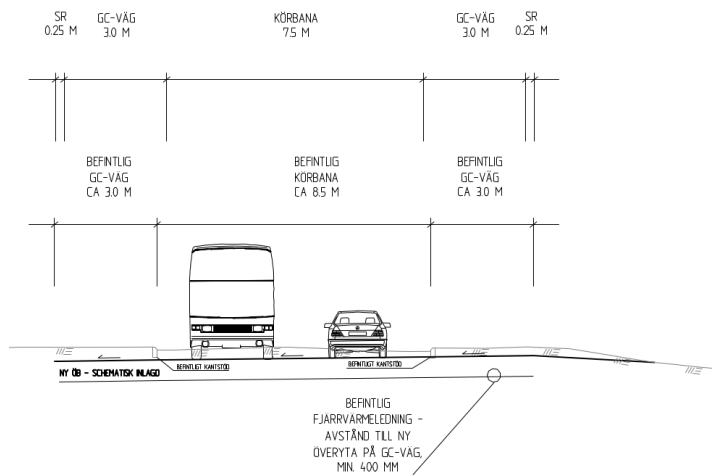 SR
0.25 M
GC-VÄG
3.0 M
KÖRBANA
7.5 M
GC-VÄG
3.0 M
SR
0.25 M
BEFINTLIG
GC-VÄG
CA 3.0 M
BEFINTLIG
KÖRBANA
CA 8.5 M
BEFINTLIG
GC-VÄG
CA 3.0 M
BEFINTLIGT KANTSTÖD
BEFINTLIGT KANTSTÖD
NY ÖB - SCHEMATISK INLAGD
BEFINTLIG
FJÄRRVÄRMELEDNING -
AVSTÅND TILL NY
ÖVERYTA PÅ GC-VÄG,
MIN. 400 MM